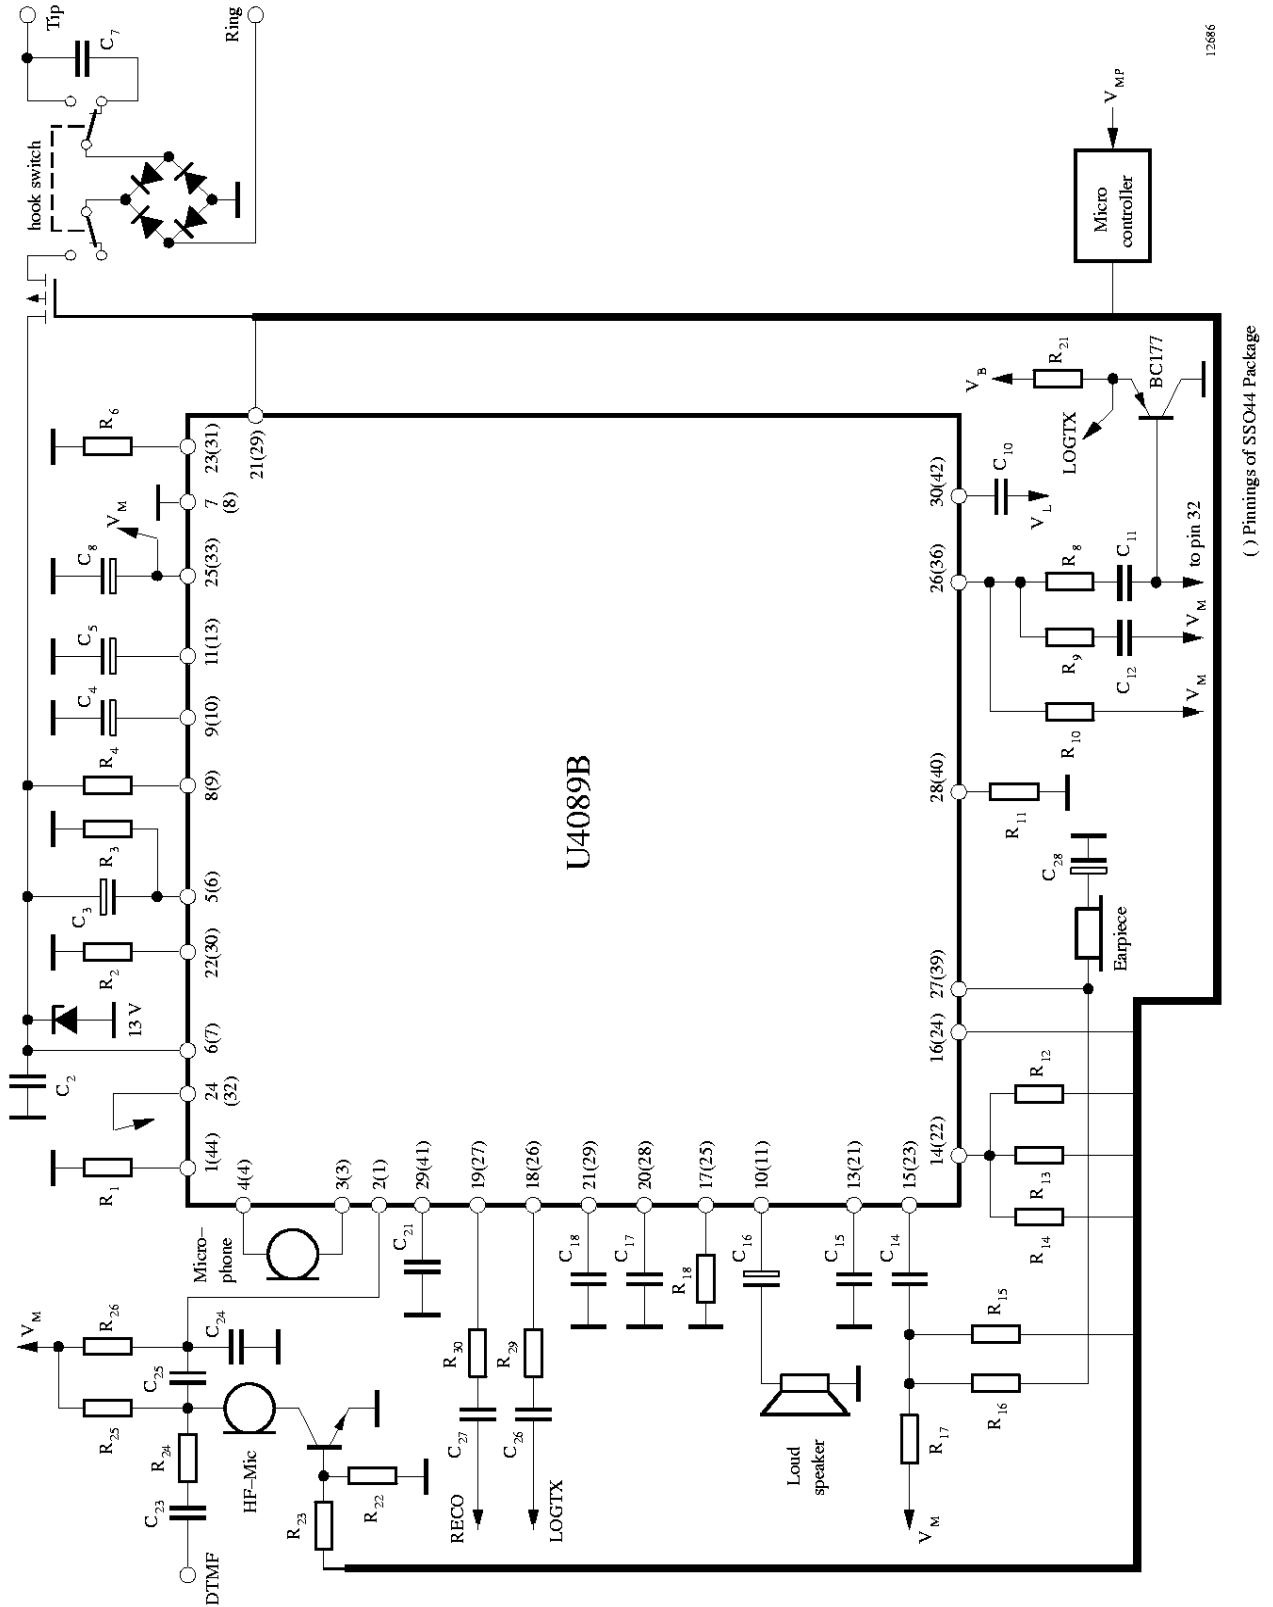 Tip
C7
Ring
12686
hook switch
VMP
Micro
controller
R6
23(31)
21(29)
7
(8)
VM
C8
25(33)
C5
11(13)
C4
9(10)
R4
8(9)
R3
C3
5(6)
R2
22(30)
13 V
6(7)
C2
24
(32)
R1
1(44)
U4089B
VB
R21
BC177
LOGTX
30(42)
C10
VL
26(36)
R8
C11
to pin 32
R9
C12
VM
R10
VM
28(40)
R11
C28
Earpiece
27(39)
16(24)
14(22)
R12
R13
R14
4(4)
3(3)
2(1)
29(41)
19(27)
18(26)
21(29)
20(28)
17(25)
10(11)
13(21)
15(23)
Micro–
phone
C21
C18
C17
R18
C16
C15
C14
VM
R26
C24
C25
R25
R24
C23
DTMF
HF–Mic
R22
R23
R30
C27
RECO
R29
C26
LOGTX
Loud
speaker
R15
R16
R17
VM
( ) Pinnings of SSO44 Package